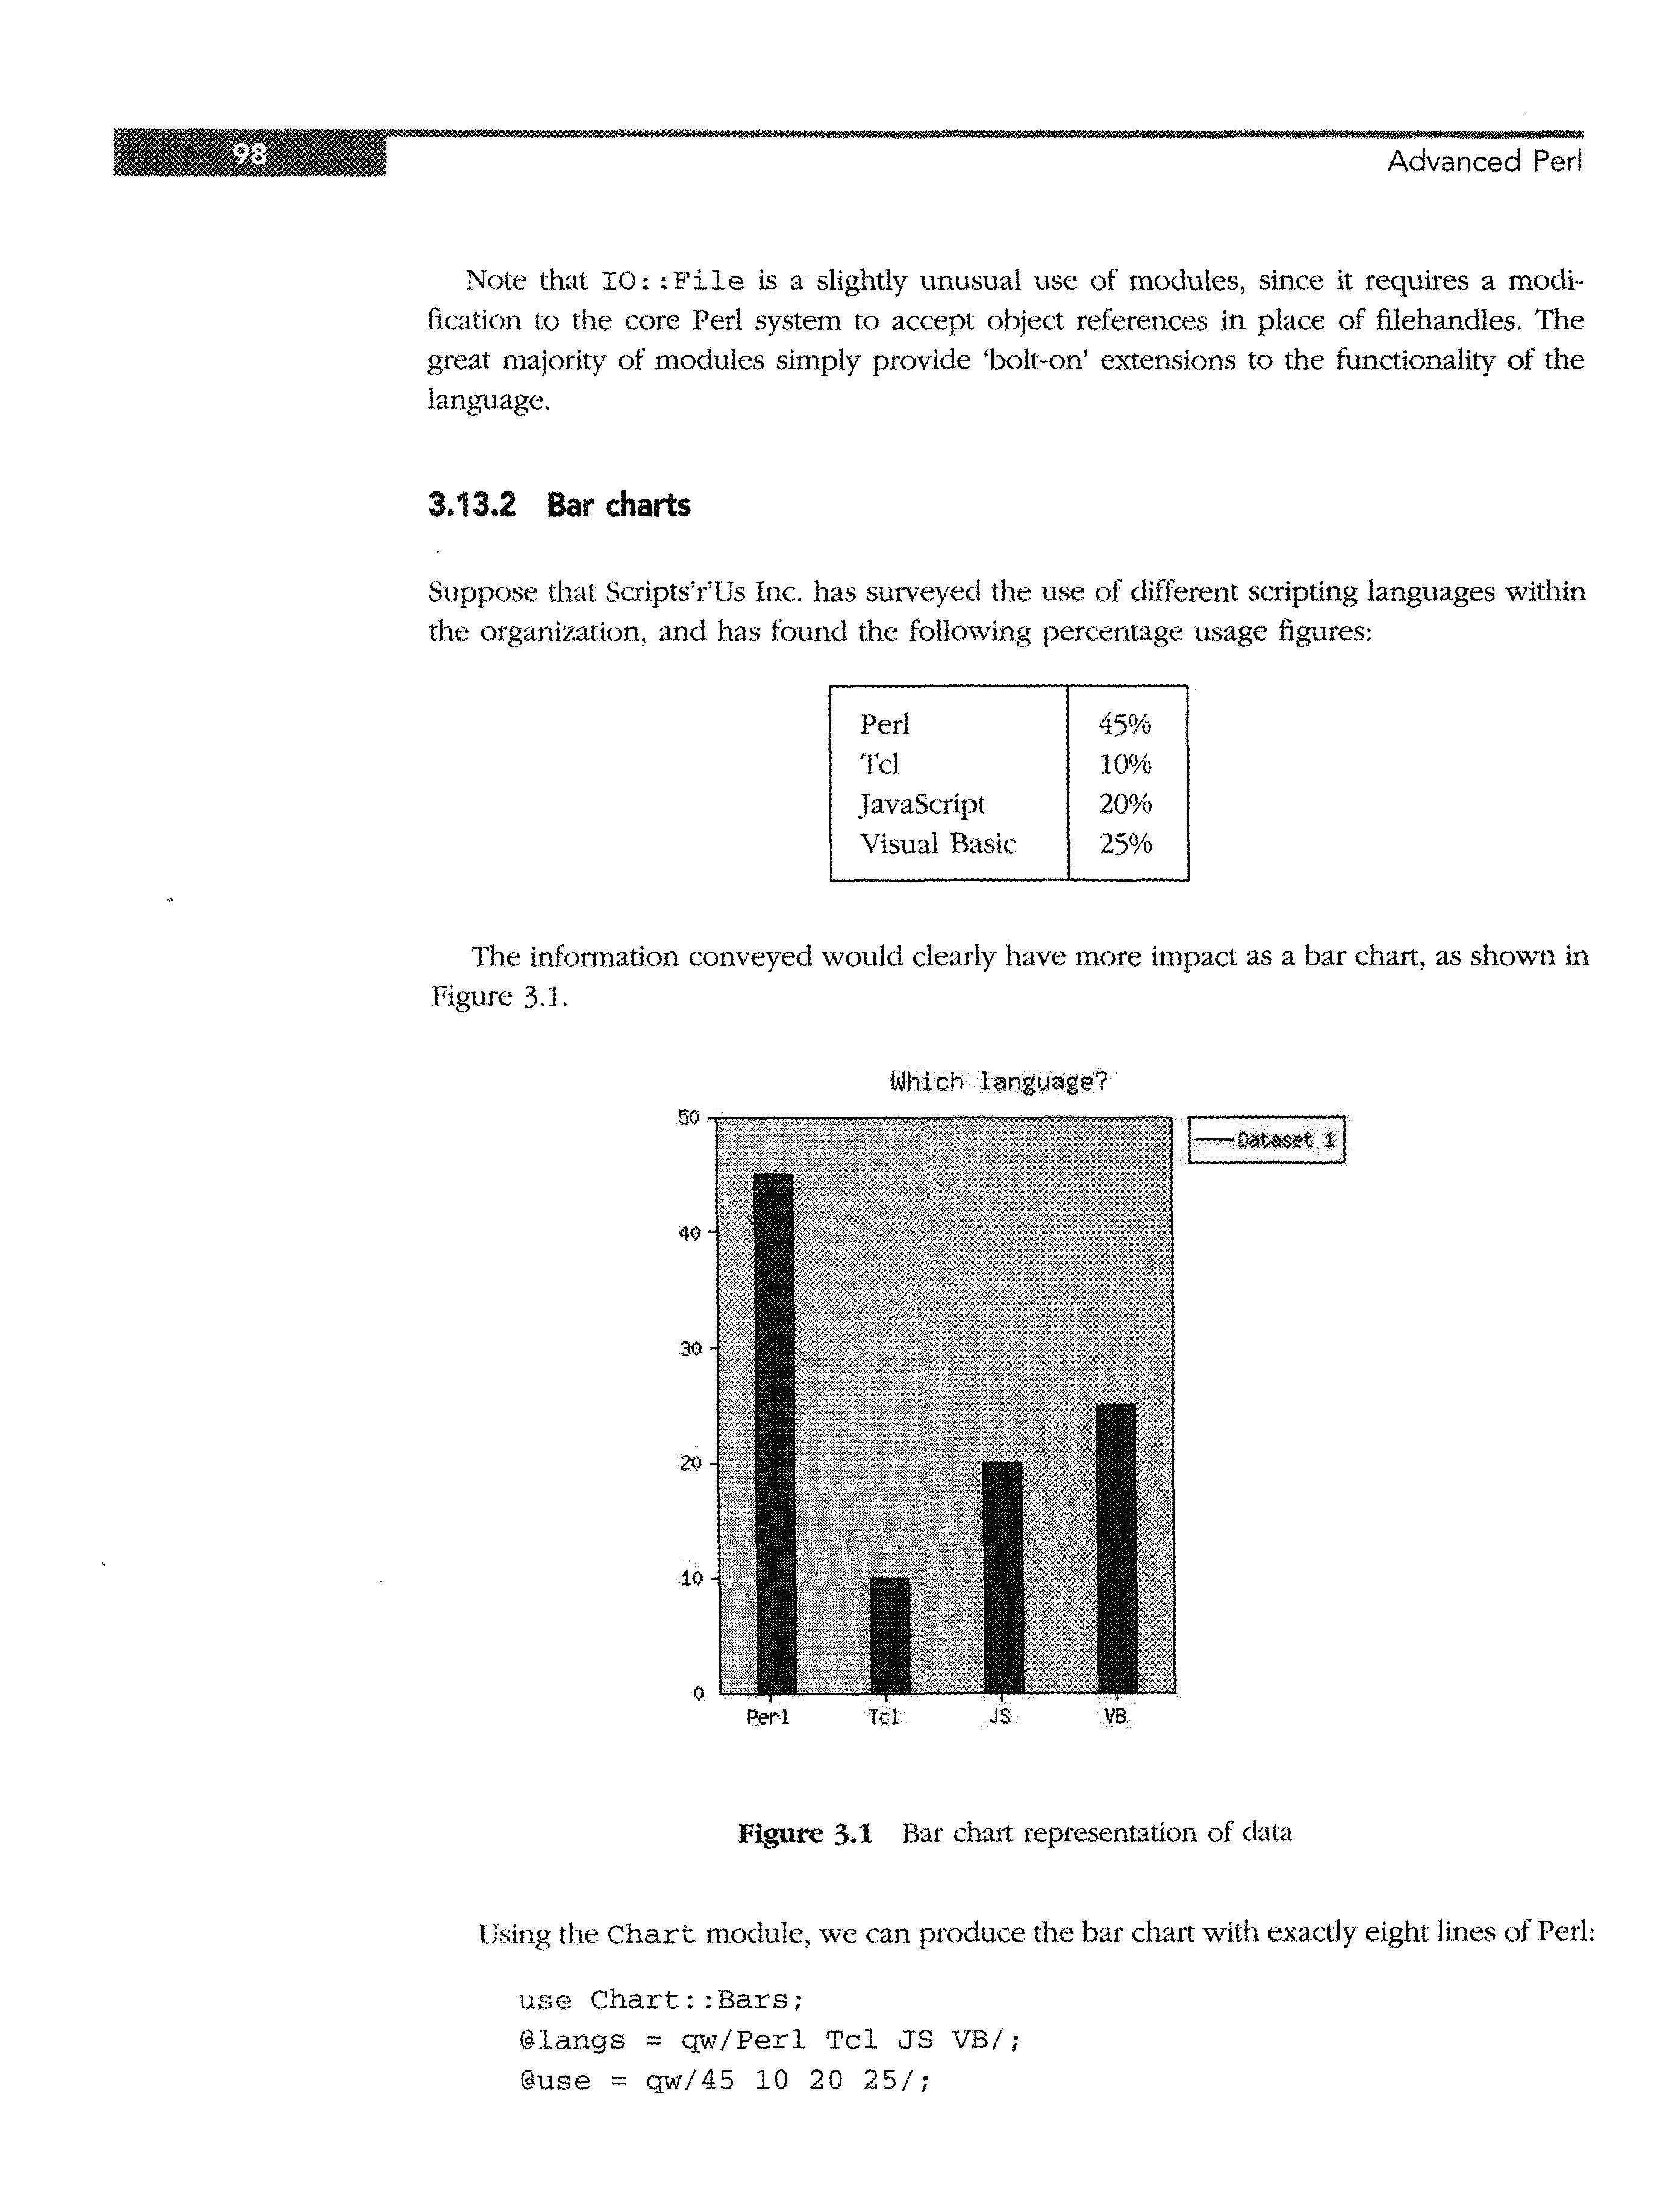 98
Advanced Perl
Note that IO::File is a slightly unusual use of modules, since it requires a modi-
fication to the core Perl system to accept object references in place of filehandles. The
great majority of modules simply provide ‘bolt-on’ extensions to the functionality of the
language.
3.13.2 Bar charts
Suppose that Scripts’r’Us Inc. has surveyed the use of different scripting languages within
the organization, and has found the following percentage usage figures:
Perl 45%
Tcl 10%
JavaScript 20%
Visual Basic 25%
The information conveyed would clearly have more impact as a bar chart, as shown in
Figure 3.1.
Which language?
50
Dataset 1
40
30
20
10
0
Perl Tcl JS VB
Figure 3.1 Bar chart representation of data
Using the Chart module, we can produce the bar chart with exactly eight lines of Perl:
use Chart::Bars;
@langs = qw/Perl Tcl JS VB/;
@use = qw/45 10 20 25/;